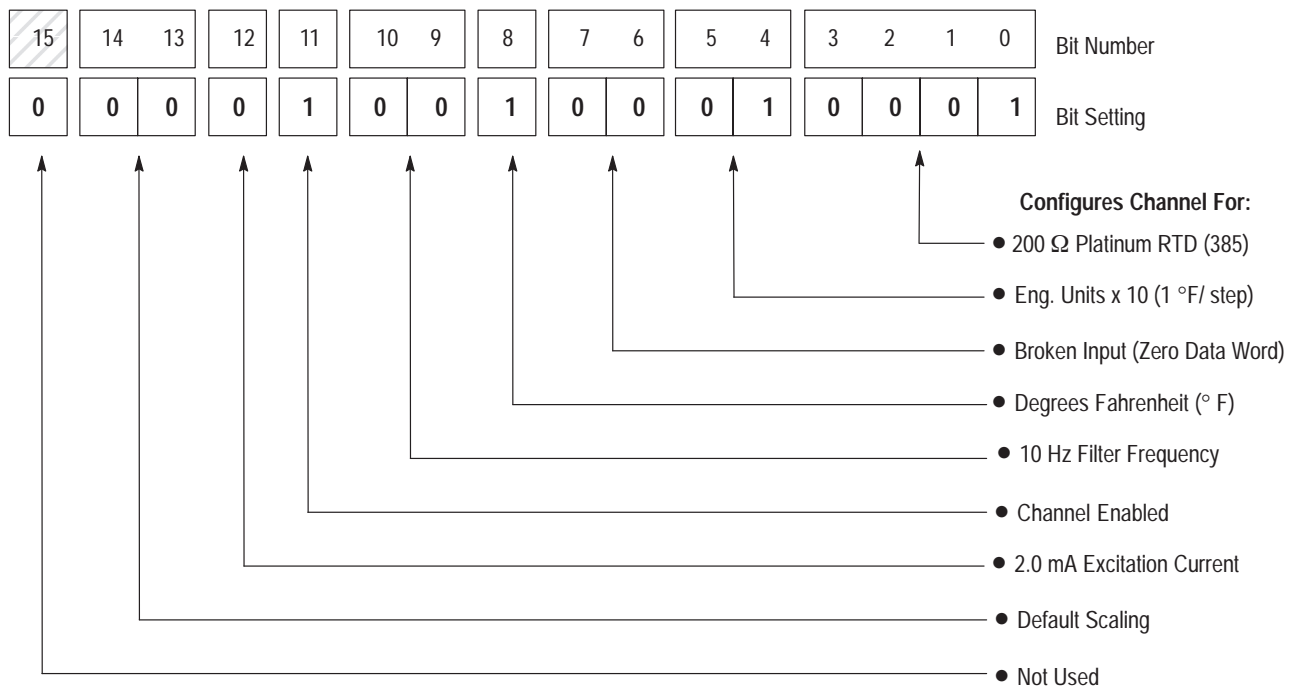 15 14 13 12 11 10 9 8 7 6 5 4 3 2 1 0 Bit Number
0 0 0 0 1 0 0 1 0 0 0 1 0 0 0 1 Bit Setting
Configures Channel For:
● 200 Ω Platinum RTD (385)
● Eng. Units x 10 (1 °F/ step)
● Broken Input (Zero Data Word)
● Degrees Fahrenheit (° F)
● 10 Hz Filter Frequency
● Channel Enabled
● 2.0 mA Excitation Current
● Default Scaling
● Not Used